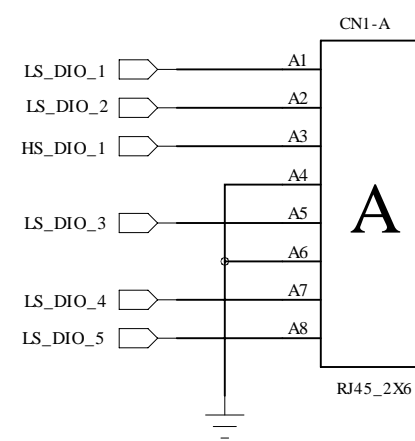 CN1-A
LS_DIO_1 A1
LS_DIO_2 A2
HS_DIO_1 A3
A4
LS_DIO_3 A5
A6
LS_DIO_4 A7
LS_DIO_5 A8
A
RJ45_2X6